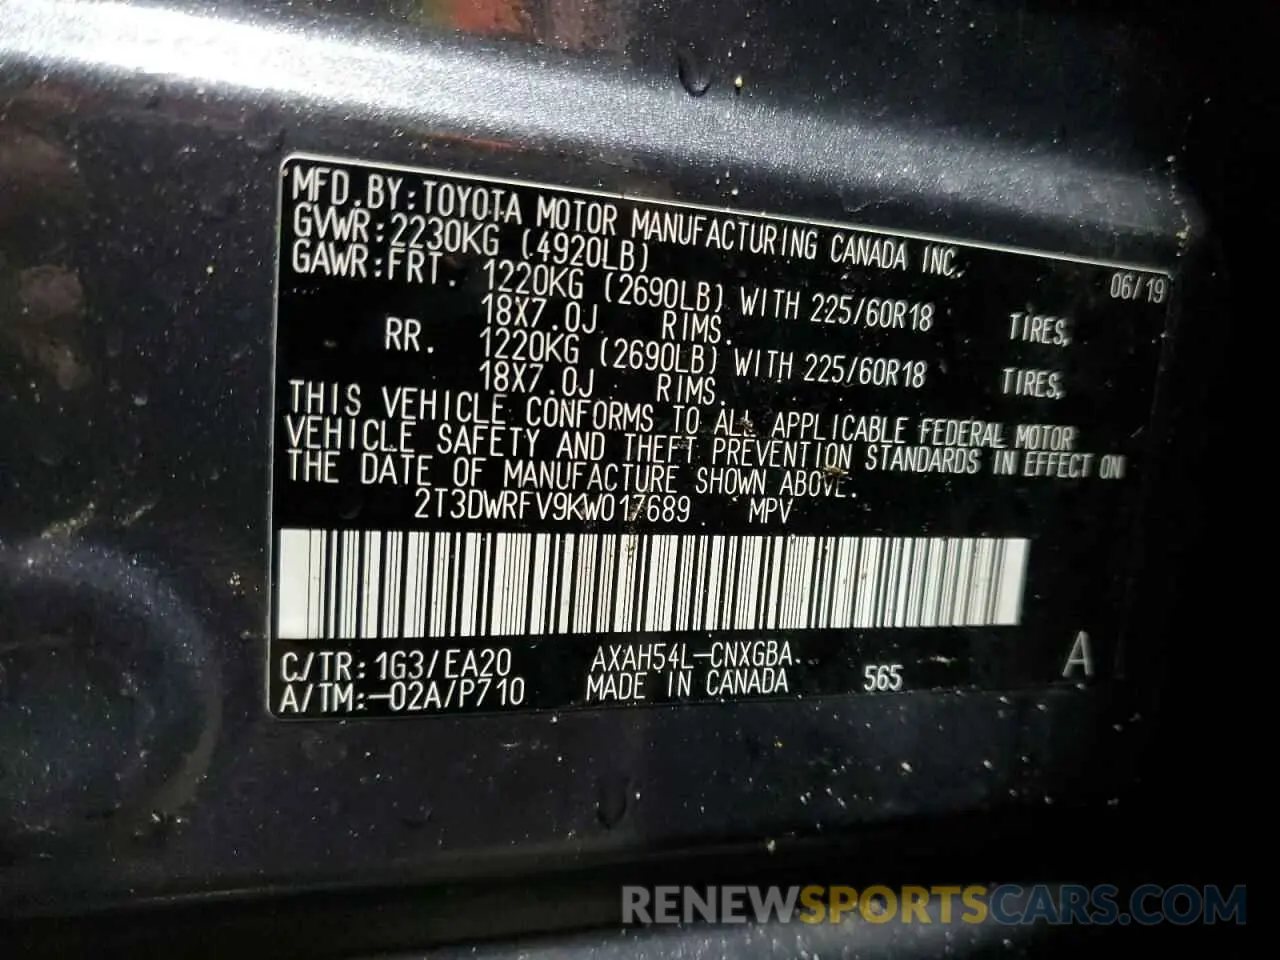 MFD.BY:TOYOTA MOTOR MANUFACTURING CANADA INC.
06/19
GVWR:2230KG (4920LB)
GAWR:FRT. 1220KG (2690LB) WITH 225/60R18 TIRES,
18X7.0J RIMS.
RR. 1220KG (2690LB) WITH 225/60R18 TIRES,
18X7.0J RIMS.
THIS VEHICLE CONFORMS TO ALL APPLICABLE FEDERAL MOTOR
VEHICLE SAFETY AND THEFT PREVENTION STANDARDS IN EFFECT ON
THE DATE OF MANUFACTURE SHOWN ABOVE.
2T3DWRFV9KW017689 MPV
C/TR:1G3/EA20 AXAH54L-CNXGBA
A/TM:-02A/P710 MADE IN CANADA 565 A
RENEWSPORTSCARS.COM